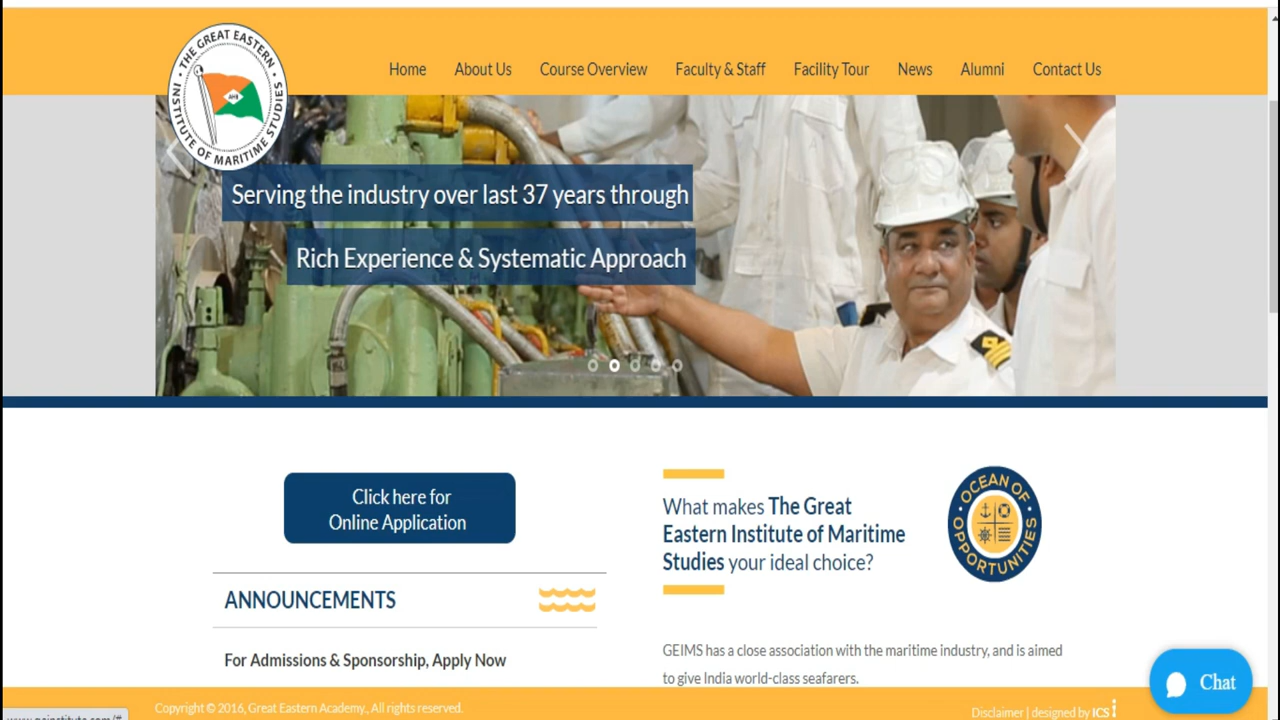 THE GREAT EASTERN
INSTITUTE OF MARITIME STUDIES
Home About Us Course Overview Faculty & Staff Facility Tour News Alumni Contact Us
Serving the industry over last 37 years through
Rich Experience & Systematic Approach
Click here for
Online Application
What makes The Great
Eastern Institute of Maritime
Studies your ideal choice?
OCEAN OF
OPPORTUNITIES
ANNOUNCEMENTS
For Admissions & Sponsorship, Apply Now
GEIMS has a close association with the maritime industry, and is aimed
to give India world-class seafarers.
Chat
Copyright © 2016, Great Eastern Academy., All rights reserved.
Disclaimer | designed by ICS